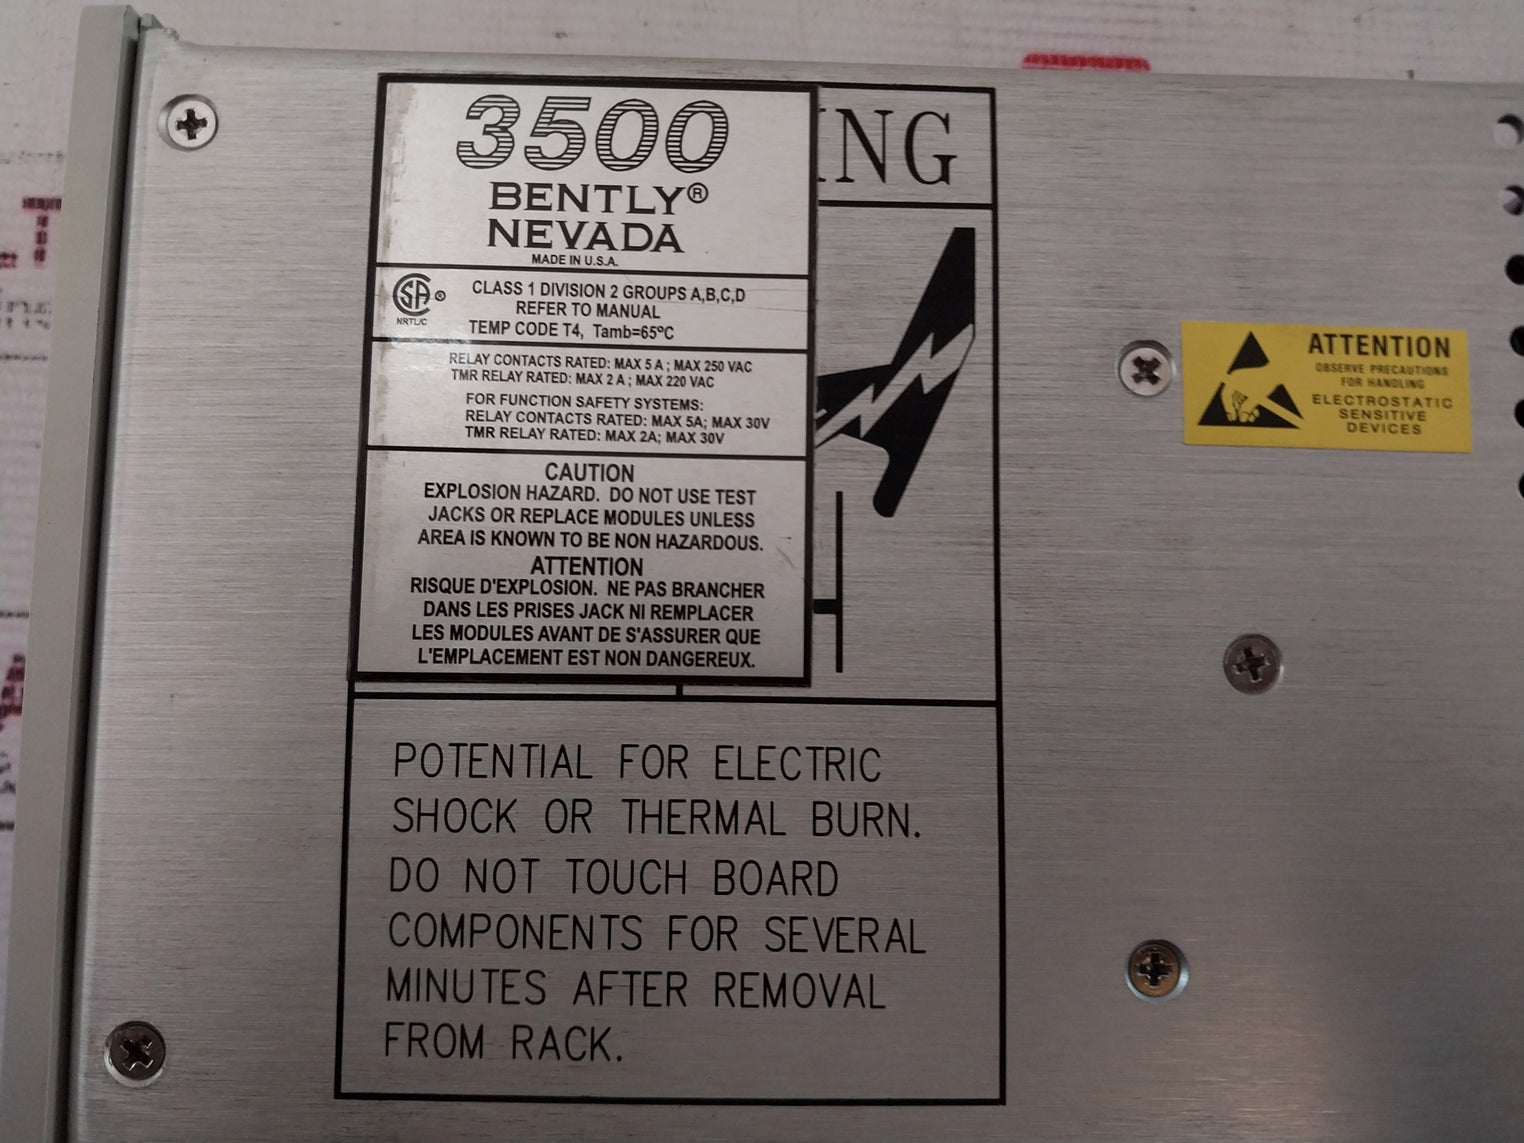 3500
BENTLY®
NEVADA
MADE IN U.S.A.
SA®
NRTL/C
CLASS 1 DIVISION 2 GROUPS A,B,C,D
REFER TO MANUAL
TEMP CODE T4, Tamb=65°C
RELAY CONTACTS RATED: MAX 5 A ; MAX 250 VAC
TMR RELAY RATED: MAX 2 A ; MAX 220 VAC
FOR FUNCTION SAFETY SYSTEMS:
RELAY CONTACTS RATED: MAX 5A; MAX 30V
TMR RELAY RATED: MAX 2A; MAX 30V
CAUTION
EXPLOSION HAZARD. DO NOT USE TEST
JACKS OR REPLACE MODULES UNLESS
AREA IS KNOWN TO BE NON HAZARDOUS.
ATTENTION
RISQUE D'EXPLOSION. NE PAS BRANCHER
DANS LES PRISES JACK NI REMPLACER
LES MODULES AVANT DE S'ASSURER QUE
L'EMPLACEMENT EST NON DANGEREUX.
ING
ATTENTION
OBSERVE PRECAUTIONS
FOR HANDLING
ELECTROSTATIC
SENSITIVE
DEVICES
POTENTIAL FOR ELECTRIC
SHOCK OR THERMAL BURN.
DO NOT TOUCH BOARD
COMPONENTS FOR SEVERAL
MINUTES AFTER REMOVAL
FROM RACK.